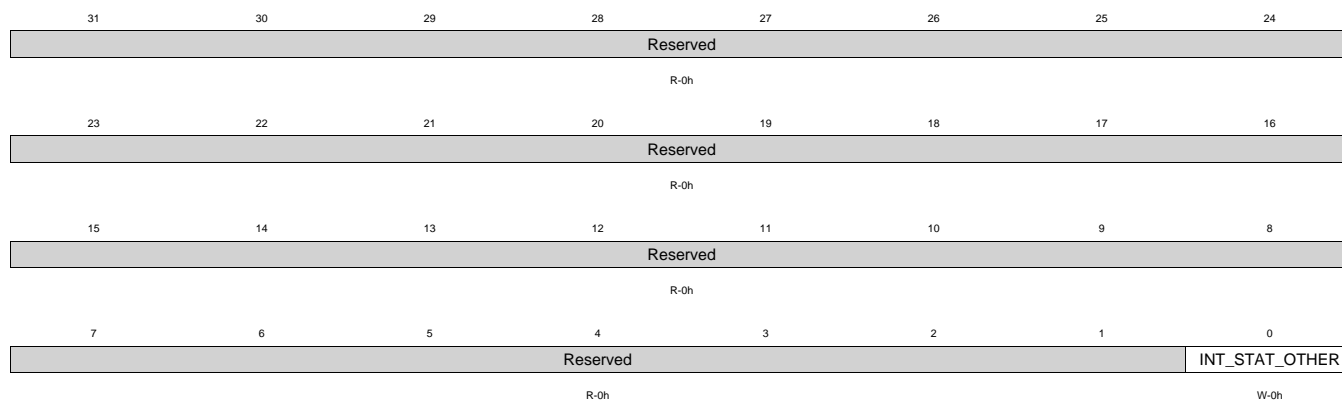 31 30 29 28 27 26 25 24
Reserved
R-0h
23 22 21 20 19 18 17 16
Reserved
R-0h
15 14 13 12 11 10 9 8
Reserved
R-0h
7 6 5 4 3 2 1 0
Reserved INT_STAT_OTHER
R-0h W-0h